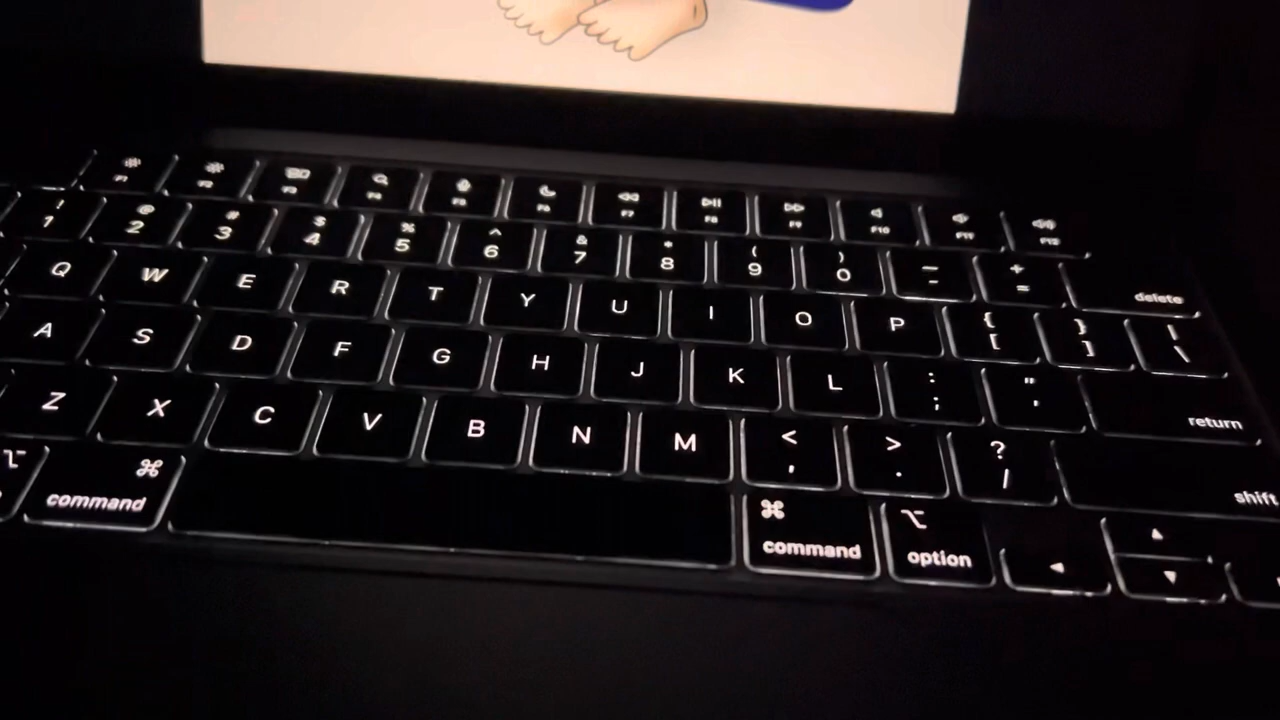 F1 F2 F3 F4 F5 F6 F7 F8 F9 F10 F11 F12
! @ # $ % ^ & * ( ) — +
1 2 3 4 5 6 7 8 9 0 - = delete
Q W E R T Y U I O P { [ } ] | \
A S D F G H J K L : ; " ' return
Z X C V B N M < , > . ? / shift
⌥ ⌘ ⌘ ⌥
command command option